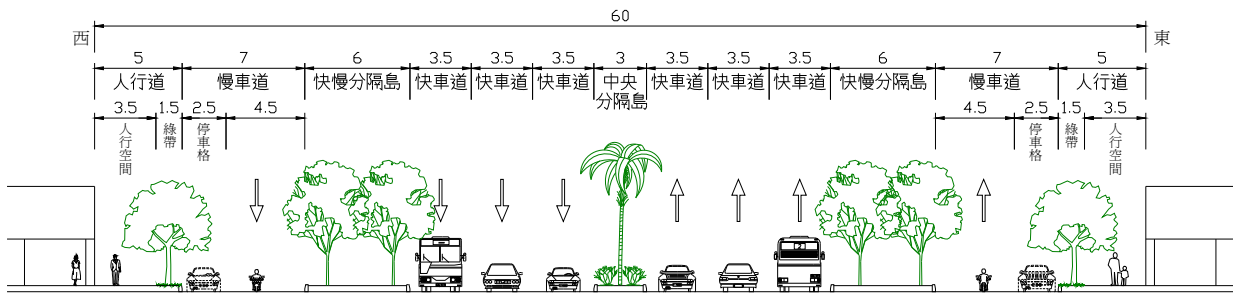 60
西
東
5 7 6 3.5 3.5 3.5 3 3.5 3.5 3.5 6 7 5
人行道 慢車道 快慢分隔島 快車道 快車道 快車道 中央 快車道 快車道 快車道 快慢分隔島 慢車道 人行道
分隔島
3.5 1.5 2.5 4.5 4.5 2.5 1.5 3.5
人行空間 綠帶 停車格 停車格 綠帶 人行空間